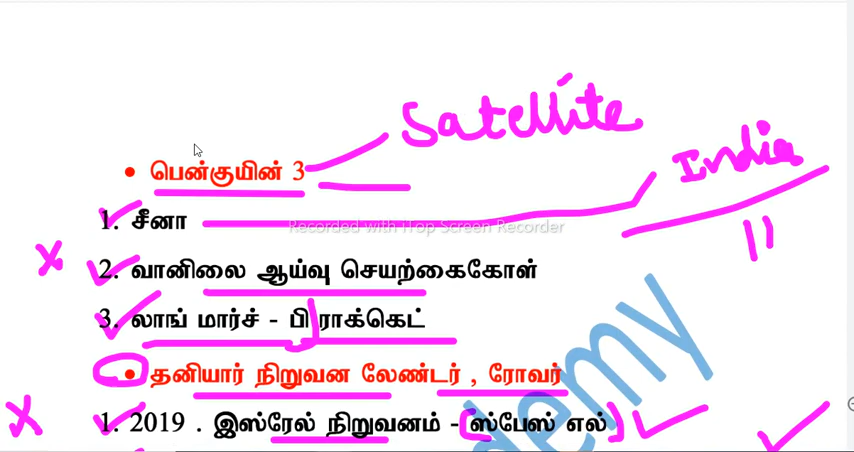 Satellite
• பென்குயின் 3
India
1. சீனா
Recorded with iTop Screen Recorder
2. வானிலை ஆய்வு செயற்கைகோள்
3. லாங் மார்ச் - பி ராக்கெட்
• தனியார் நிறுவன லேண்டர் , ரோவர்
1. 2019 . இஸ்ரேல் நிறுவனம் - ஸ்பேஸ் எல்